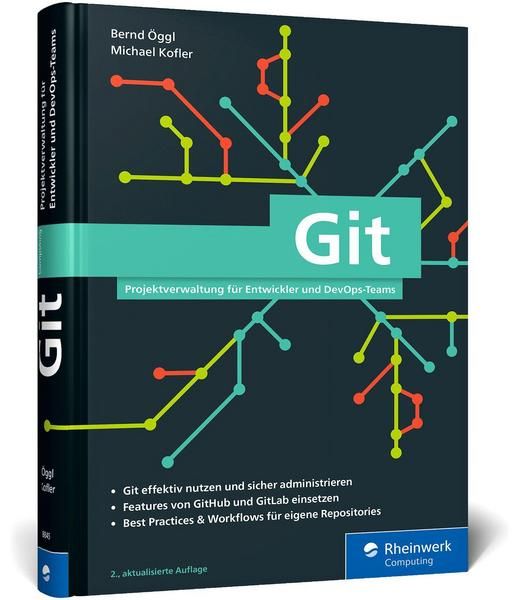 Bernd Öggl
Michael Kofler
Git
Projektverwaltung für Entwickler und DevOps-Teams
• Git effektiv nutzen und sicher administrieren
• Features von GitHub und GitLab einsetzen
• Best Practices & Workflows für eigene Repositories
2., aktualisierte Auflage
Rheinwerk
Computing
Projektverwaltung für
Entwickler und DevOps-Teams
Computing
Git
Öggl
Kofler